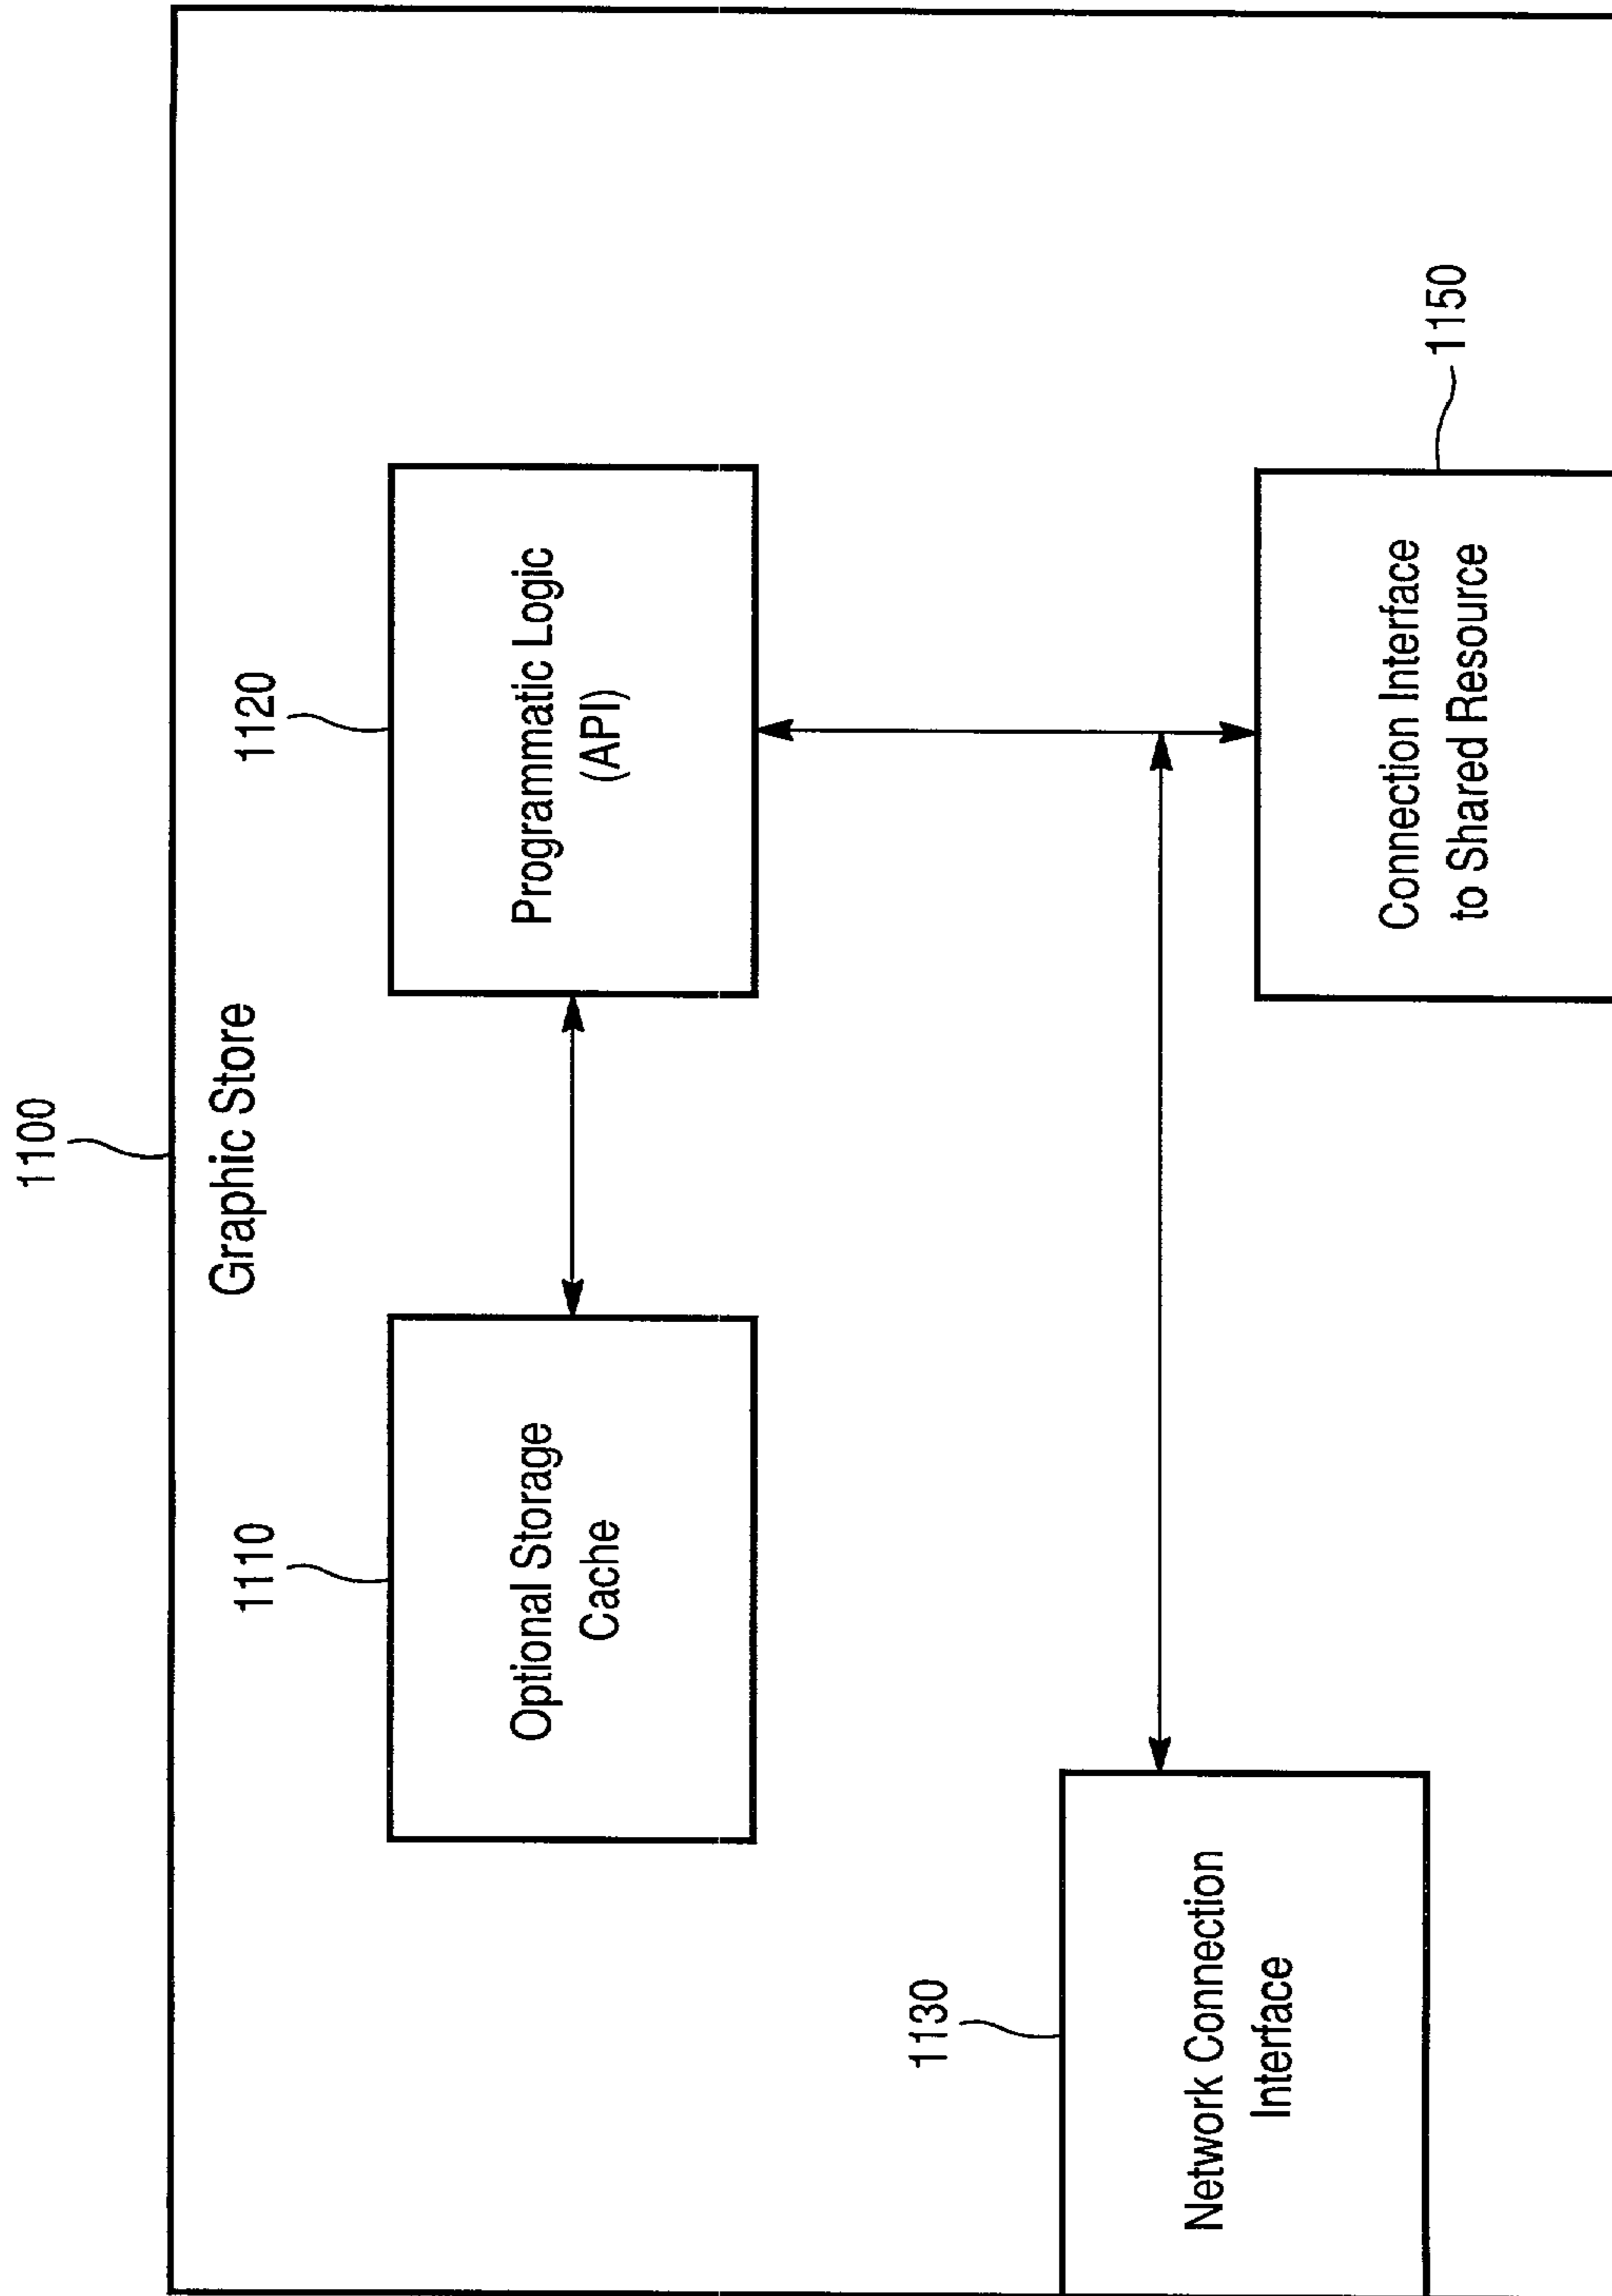 1100
Graphic Store
1110
1120
Optional Storage
Cache
Programmatic Logic
(API)
1130
Network Connection
Interface
1150
Connection Interface
to Shared Resource